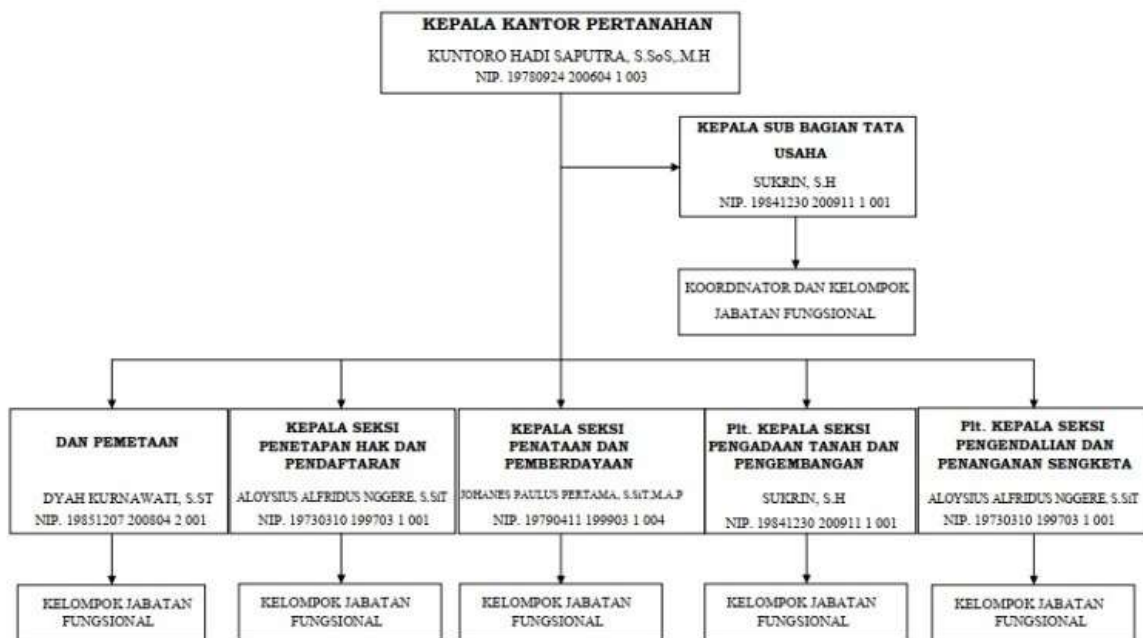 KEPALA KANTOR PERTANAHAN
KUNTORO HADI SAPUTRA, S.SoS,.M.H
NIP. 19780924 200604 1 003
KEPALA SUB BAGIAN TATA
USAHA
SUKRIN, S.H
NIP. 19841230 200911 1 001
KOORDINATOR DAN KELOMPOK
JABATAN FUNGSIONAL
DAN PEMETAAN
DYAH KURNAWATI, S.ST
NIP. 19851207 200804 2 001
KEPALA SEKSI
PENETAPAN HAK DAN
PENDAFTARAN
ALOYSIUS ALFRIDUS NGGERE, S.SiT
NIP. 19730310 199703 1 001
KEPALA SEKSI
PENATAAN DAN
PEMBERDAYAAN
JOHANES PAULUS PERTAMA, S.SiT,M.A.P
NIP. 19790411 199903 1 004
Plt. KEPALA SEKSI
PENGADAAN TANAH DAN
PENGEMBANGAN
SUKRIN, S.H
NIP. 19841230 200911 1 001
Plt. KEPALA SEKSI
PENGENDALIAN DAN
PENANGANAN SENGKETA
ALOYSIUS ALFRIDUS NGGERE, S.SiT
NIP. 19730310 199703 1 001
KELOMPOK JABATAN
FUNGSIONAL
KELOMPOK JABATAN
FUNGSIONAL
KELOMPOK JABATAN
FUNGSIONAL
KELOMPOK JABATAN
FUNGSIONAL
KELOMPOK JABATAN
FUNGSIONAL